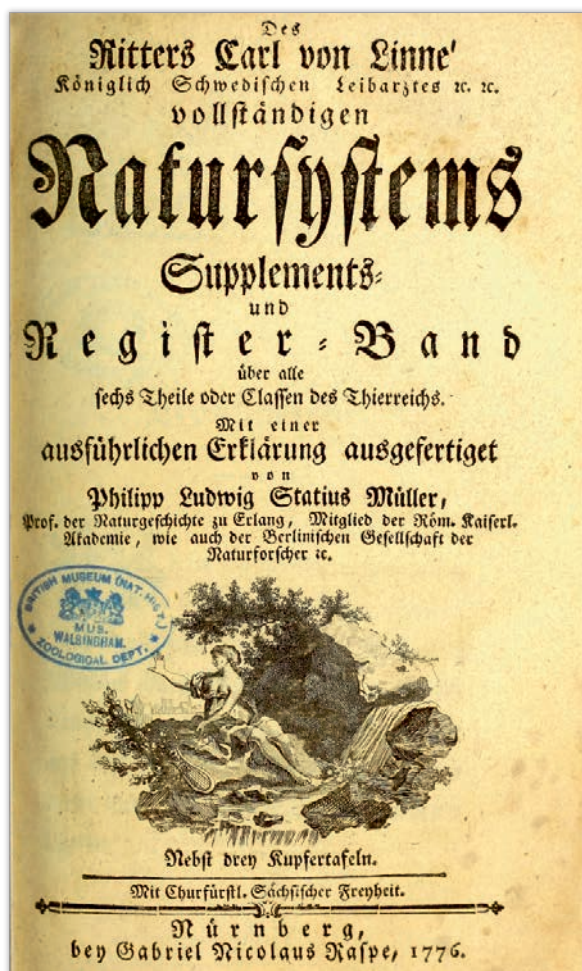 Des
Ritters Carl von Linne'
Königlich Schwedischen Leibarztes ꝛc. ꝛc.
vollständigen
Natursystems
Supplements-
und
Register-Band
über alle
sechs Theile oder Classen des Thierreichs.
Mit einer
ausführlichen Erklärung ausgefertiget
von
Philipp Ludwig Statius Müller,
Prof. der Naturgeschichte zu Erlang, Mitglied der Röm. Kaiserl.
Akademie, wie auch der Berlinischen Gesellschaft der
Naturforscher ꝛc.
BRITISH MUSEUM (NAT. HIST.)
MUS.
WALSINGHAM.
ZOOLOGICAL DEPT.
Nebst drey Kupfertafeln.
Mit Churfürstl. Sächsischer Freyheit.
Nürnberg,
bey Gabriel Nicolaus Raspe, 1776.